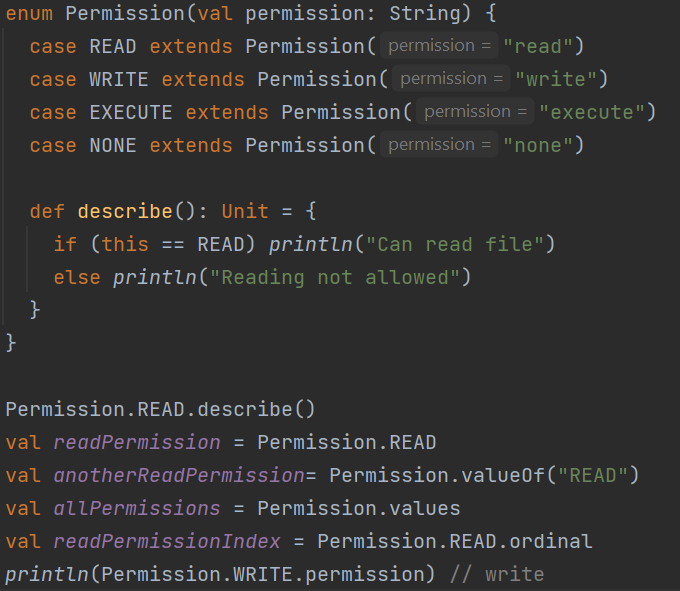 enum Permission(val permission: String) {
  case READ extends Permission( permission = "read")
  case WRITE extends Permission( permission = "write")
  case EXECUTE extends Permission( permission = "execute")
  case NONE extends Permission( permission = "none")

  def describe(): Unit = {
    if (this == READ) println("Can read file")
    else println("Reading not allowed")
  }
}

Permission.READ.describe()
val readPermission = Permission.READ
val anotherReadPermission= Permission.valueOf("READ")
val allPermissions = Permission.values
val readPermissionIndex = Permission.READ.ordinal
println(Permission.WRITE.permission) // write